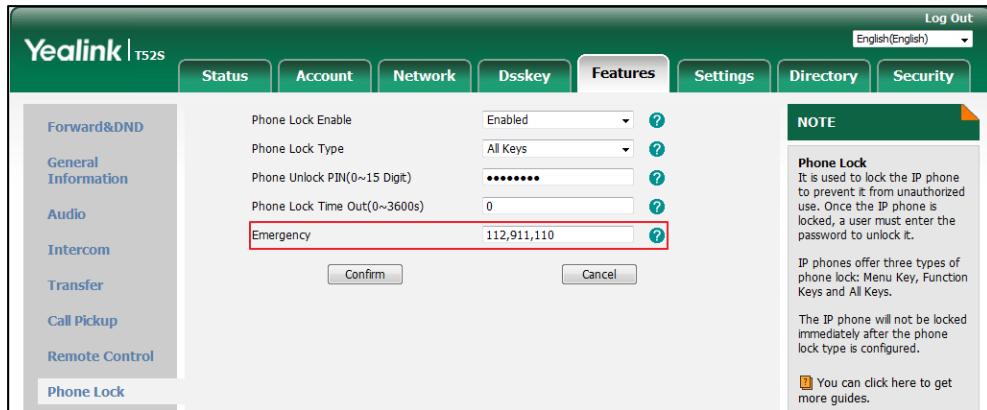 Log Out
Yealink T52S
English(English)
Status Account Network Dsskey Features Settings Directory Security
Forward&DND
General
Information
Audio
Intercom
Transfer
Call Pickup
Remote Control
Phone Lock
Phone Lock Enable Enabled ?
Phone Lock Type All Keys ?
Phone Unlock PIN(0~15 Digit) •••••••• ?
Phone Lock Time Out(0~3600s) 0 ?
Emergency 112,911,110 ?
Confirm Cancel
NOTE
Phone Lock
It is used to lock the IP phone
to prevent it from unauthorized
use. Once the IP phone is
locked, a user must enter the
password to unlock it.
IP phones offer three types of
phone lock: Menu Key, Function
Keys and All Keys.
The IP phone will not be locked
immediately after the phone
lock type is configured.
? You can click here to get
more guides.